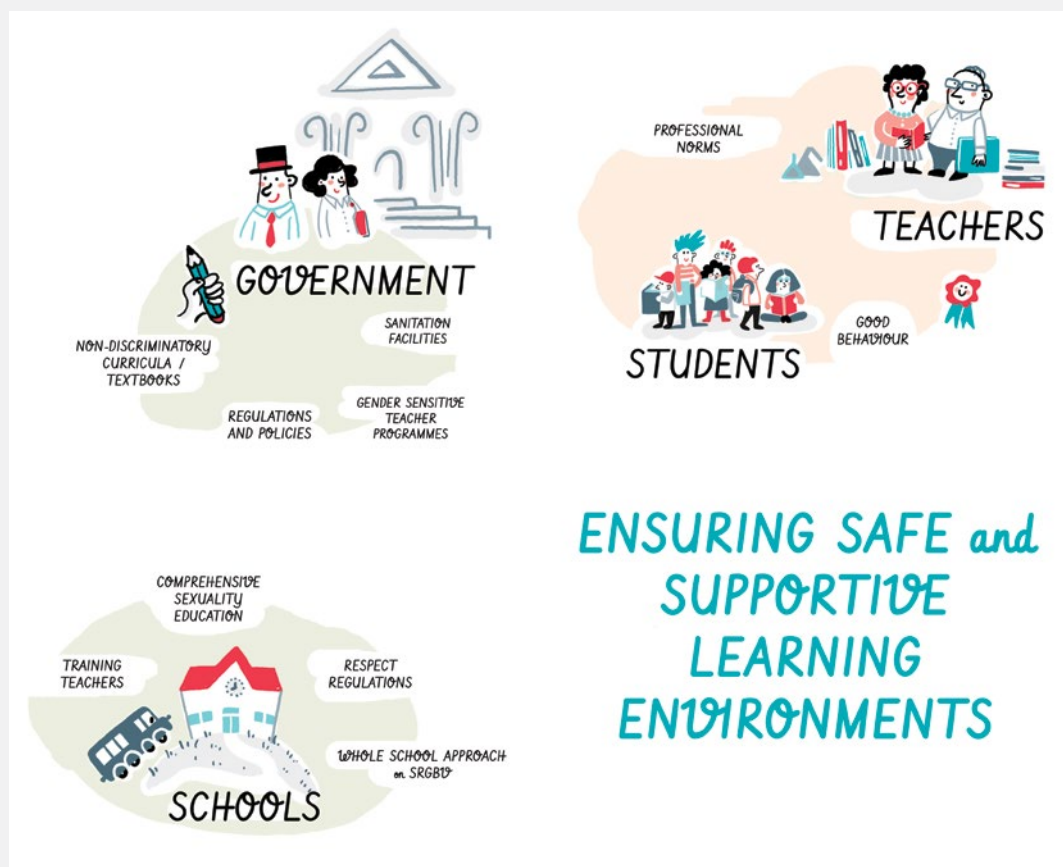 GOVERNMENT
NON-DISCRIMINATORY
CURRICULA /
TEXTBOOKS
SANITATION
FACILITIES
REGULATIONS
AND POLICIES
GENDER SENSITIVE
TEACHER
PROGRAMMES
PROFESSIONAL
NORMS
TEACHERS
STUDENTS
GOOD
BEHAVIOUR
COMPREHENSIVE
SEXUALITY
EDUCATION
TRAINING
TEACHERS
RESPECT
REGULATIONS
WHOLE SCHOOL APPROACH
on SRGBV
SCHOOLS
ENSURING SAFE and
SUPPORTIVE
LEARNING
ENVIRONMENTS